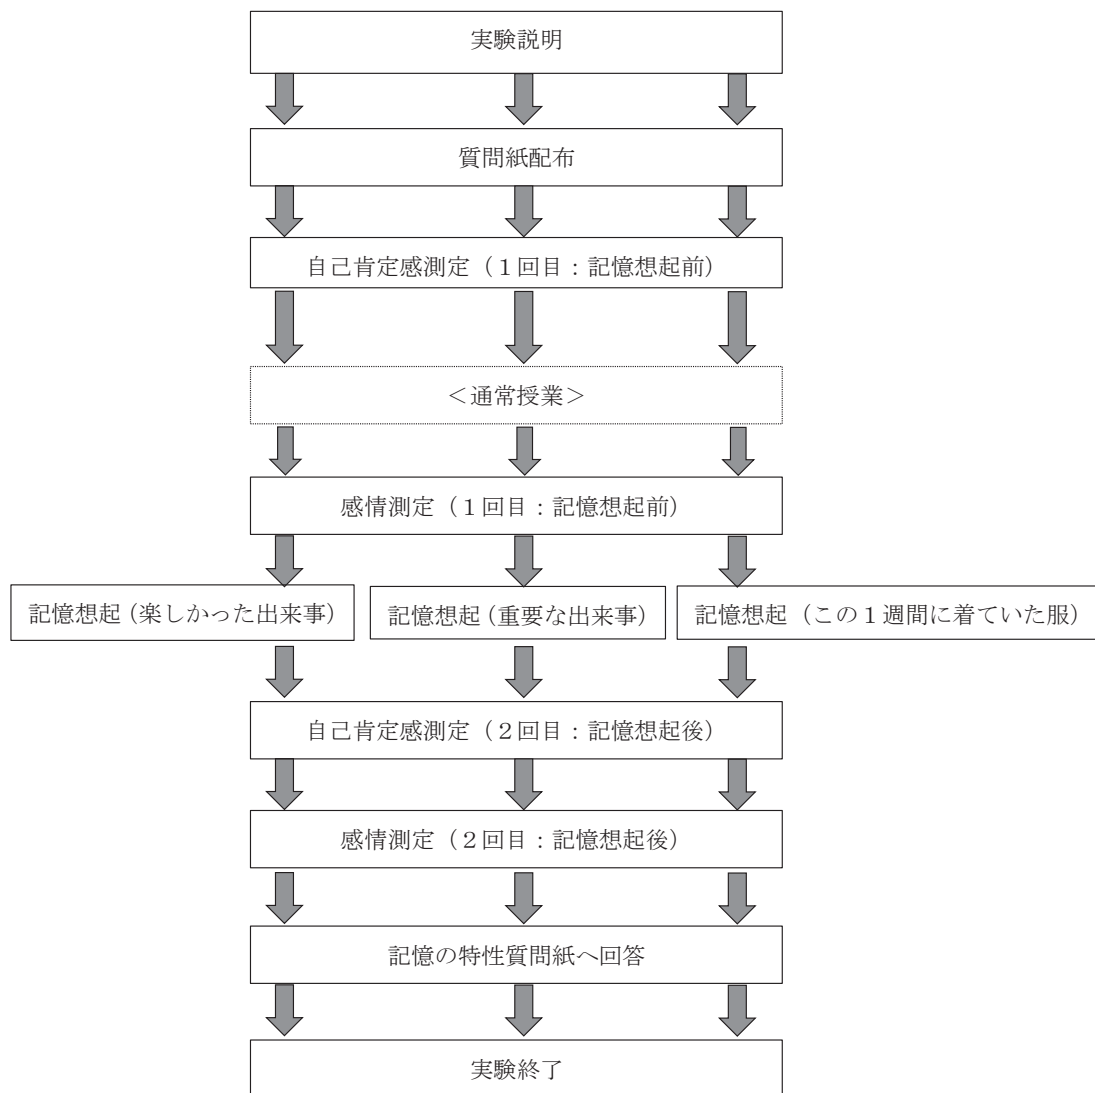 実験説明
質問紙配布
自己肯定感測定（１回目：記憶想起前）
＜通常授業＞
感情測定（１回目：記憶想起前）
記憶想起（楽しかった出来事）
記憶想起（重要な出来事）
記憶想起（この１週間に着ていた服）
自己肯定感測定（２回目：記憶想起後）
感情測定（２回目：記憶想起後）
記憶の特性質問紙へ回答
実験終了